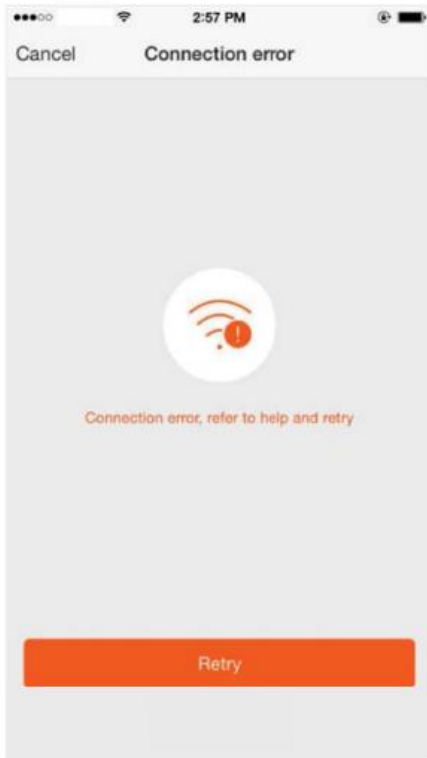 2:57 PM
Cancel Connection error
!
Connection error, refer to help and retry
Retry